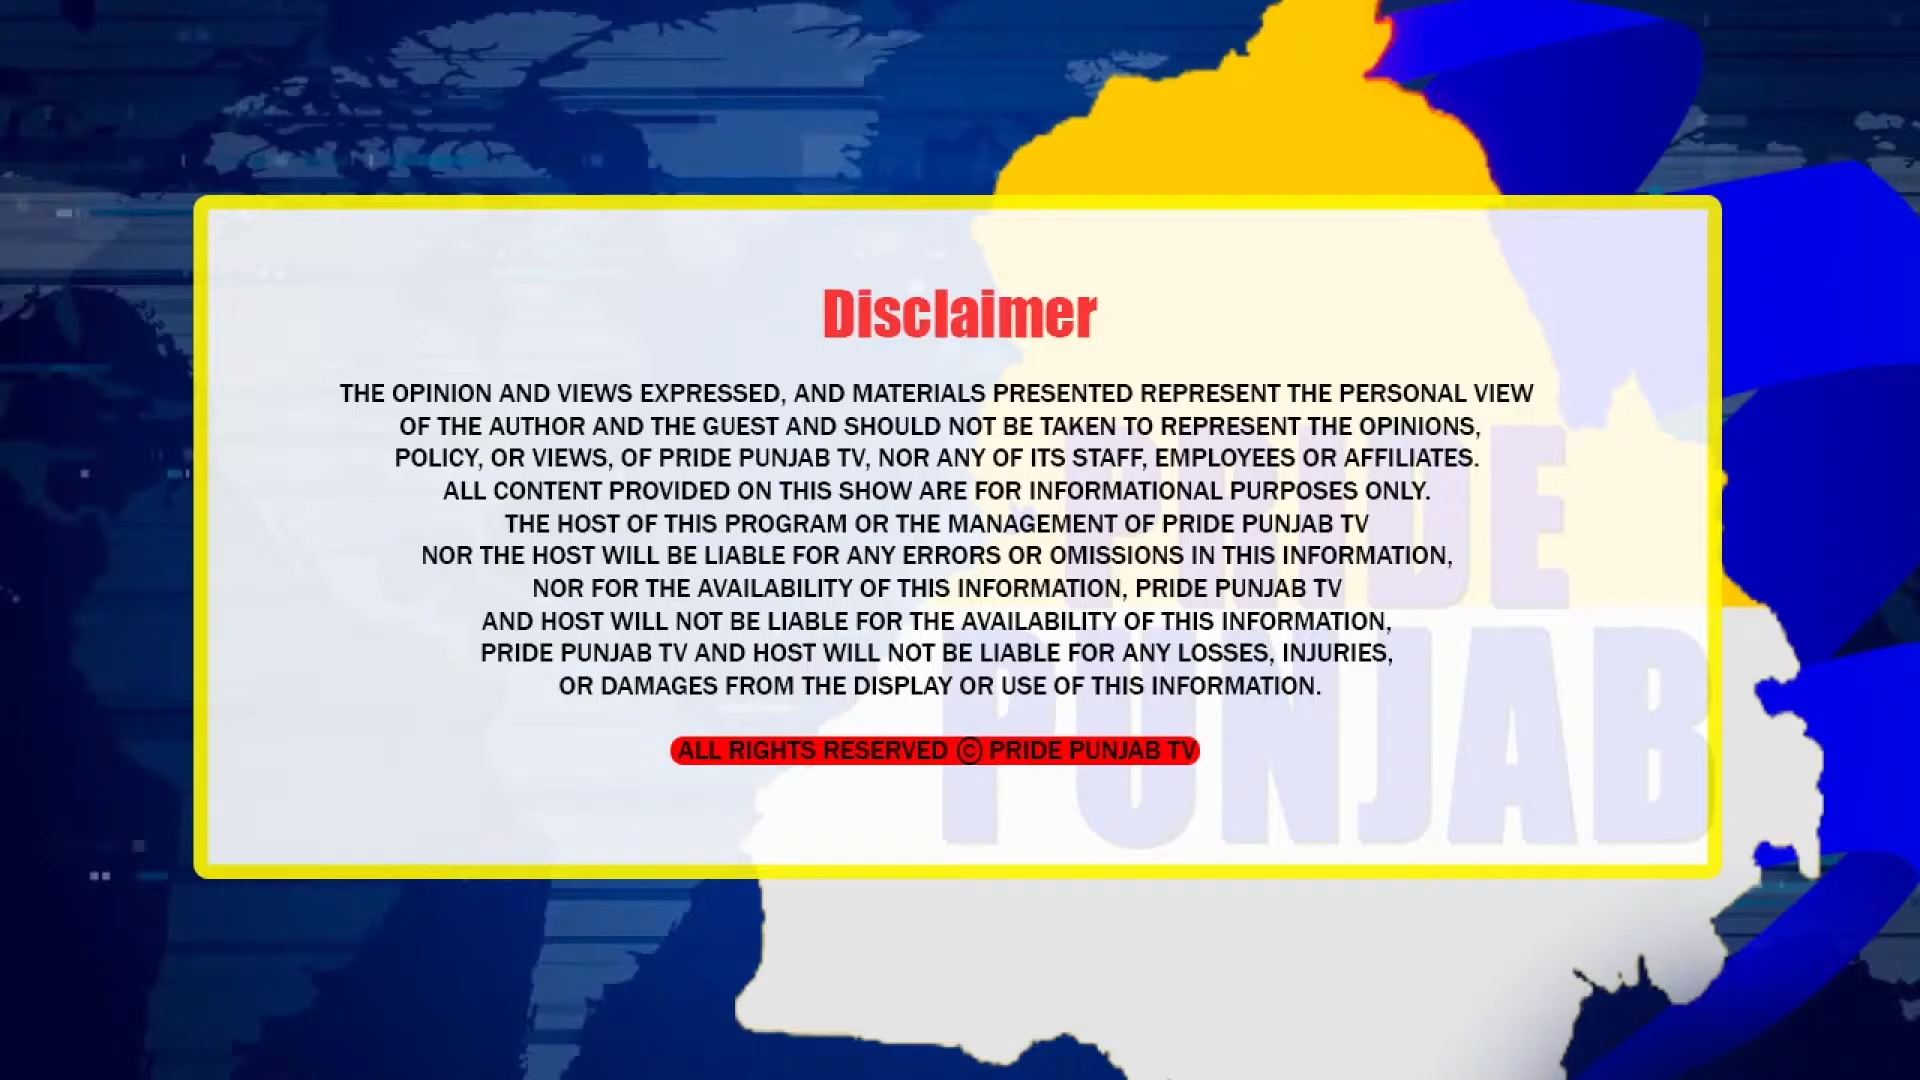 Disclaimer
THE OPINION AND VIEWS EXPRESSED, AND MATERIALS PRESENTED REPRESENT THE PERSONAL VIEW
OF THE AUTHOR AND THE GUEST AND SHOULD NOT BE TAKEN TO REPRESENT THE OPINIONS,
POLICY, OR VIEWS, OF PRIDE PUNJAB TV, NOR ANY OF ITS STAFF, EMPLOYEES OR AFFILIATES.
ALL CONTENT PROVIDED ON THIS SHOW ARE FOR INFORMATIONAL PURPOSES ONLY.
THE HOST OF THIS PROGRAM OR THE MANAGEMENT OF PRIDE PUNJAB TV
NOR THE HOST WILL BE LIABLE FOR ANY ERRORS OR OMISSIONS IN THIS INFORMATION,
NOR FOR THE AVAILABILITY OF THIS INFORMATION, PRIDE PUNJAB TV
AND HOST WILL NOT BE LIABLE FOR THE AVAILABILITY OF THIS INFORMATION,
PRIDE PUNJAB TV AND HOST WILL NOT BE LIABLE FOR ANY LOSSES, INJURIES,
OR DAMAGES FROM THE DISPLAY OR USE OF THIS INFORMATION.
ALL RIGHTS RESERVED © PRIDE PUNJAB TV
PRIDE
PUNJAB